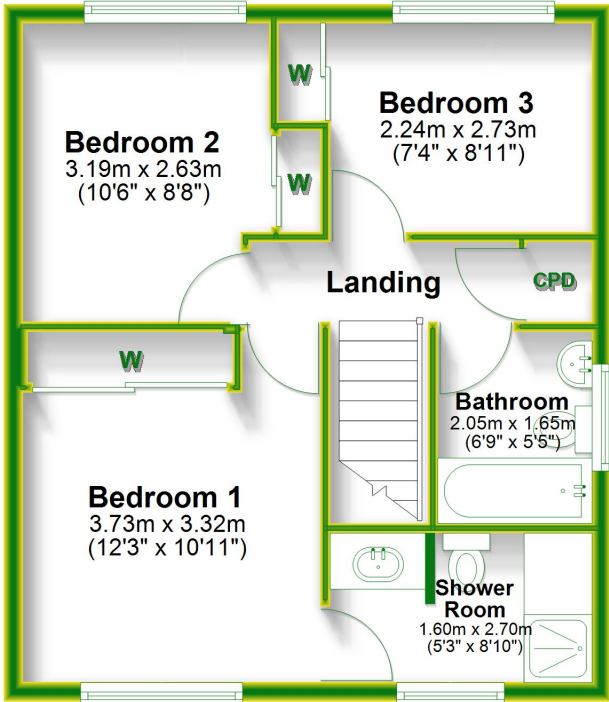 W
Bedroom 3
2.24m x 2.73m
(7'4" x 8'11")
Bedroom 2
3.19m x 2.63m
(10'6" x 8'8")
W
Landing
CPD
W
Bathroom
2.05m x 1.65m
(6'9" x 5'5")
Bedroom 1
3.73m x 3.32m
(12'3" x 10'11")
Shower
Room
1.60m x 2.70m
(5'3" x 8'10")